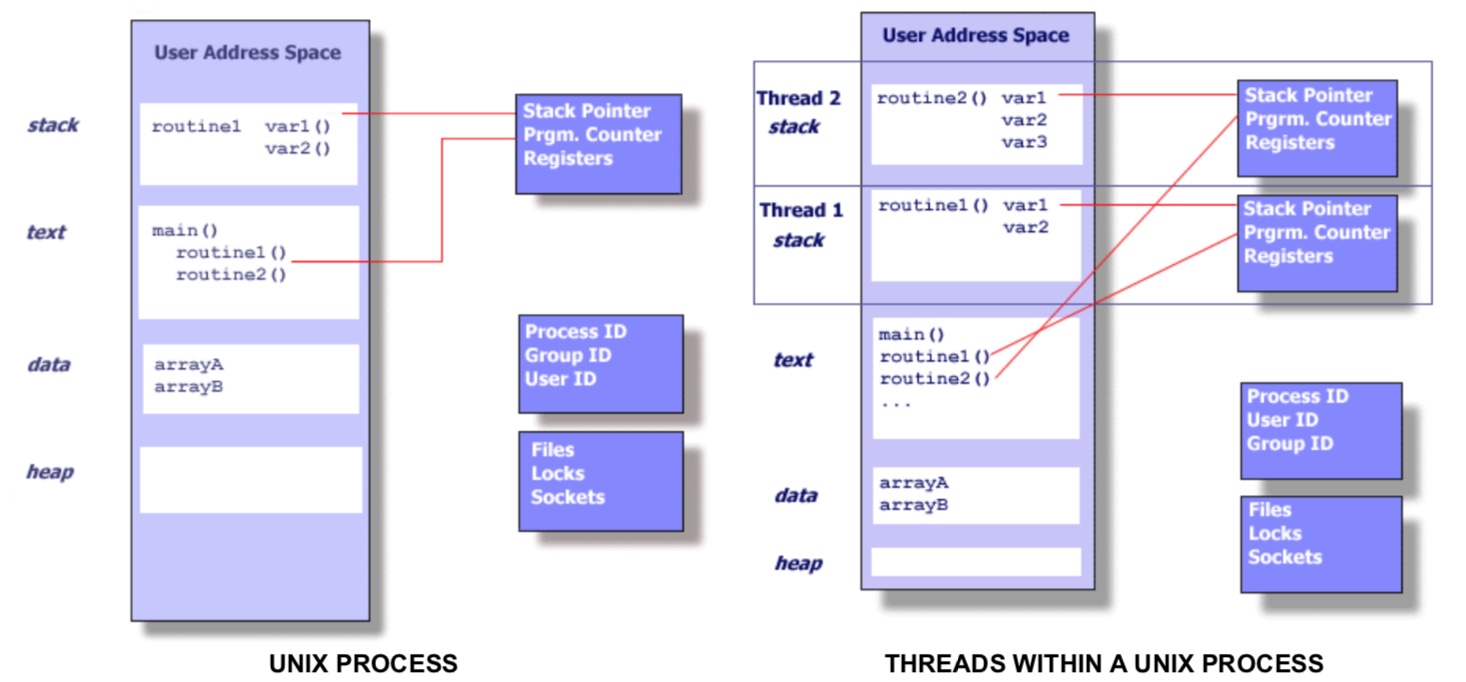 User Address Space
stack
routine1 var1()
var2()
Stack Pointer
Prgm. Counter
Registers
text
main()
routine1()
routine2()
data
arrayA
arrayB
Process ID
Group ID
User ID
heap
Files
Locks
Sockets
UNIX PROCESS
User Address Space
Thread 2
stack
routine2() var1
var2
var3
Stack Pointer
Prgrm. Counter
Registers
Thread 1
stack
routine1() var1
var2
Stack Pointer
Prgrm. Counter
Registers
text
main()
routine1()
routine2()
...
Process ID
User ID
Group ID
data
arrayA
arrayB
Files
Locks
Sockets
heap
THREADS WITHIN A UNIX PROCESS